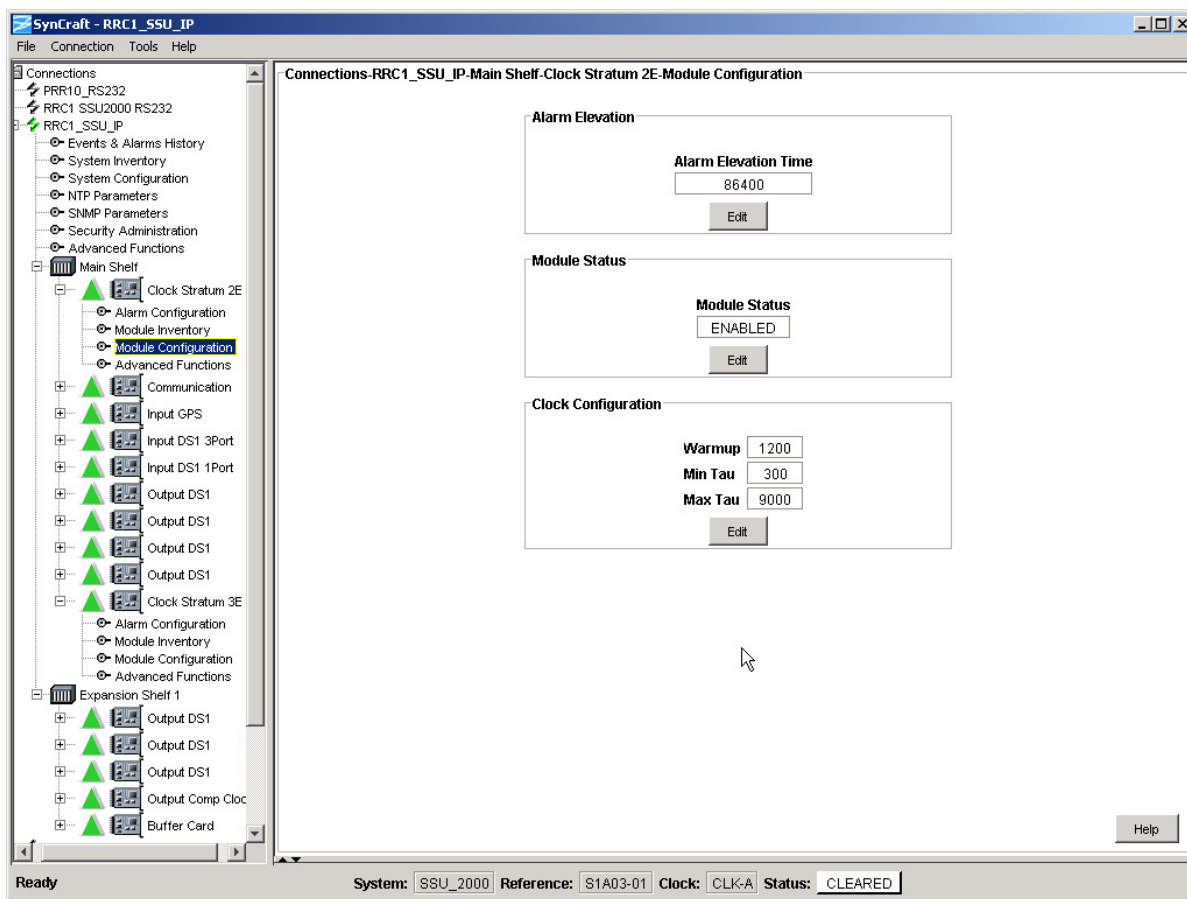 SynCraft - RRC1_SSU_IP
File Connection Tools Help
Connections
PRR10_RS232
RRC1 SSU2000 RS232
RRC1_SSU_IP
Events & Alarms History
System Inventory
System Configuration
NTP Parameters
SNMP Parameters
Security Administration
Advanced Functions
Main Shelf
Clock Stratum 2E
Alarm Configuration
Module Inventory
Module Configuration
Advanced Functions
Communication
Input GPS
Input DS1 3Port
Input DS1 1Port
Output DS1
Output DS1
Output DS1
Output DS1
Clock Stratum 3E
Alarm Configuration
Module Inventory
Module Configuration
Advanced Functions
Expansion Shelf 1
Output DS1
Output DS1
Output DS1
Output Comp Cloc
Buffer Card
Connections-RRC1_SSU_IP-Main Shelf-Clock Stratum 2E-Module Configuration
Alarm Elevation
Alarm Elevation Time
86400
Edit
Module Status
Module Status
ENABLED
Edit
Clock Configuration
Warmup 1200
Min Tau 300
Max Tau 9000
Edit
Help
Ready System: SSU_2000 Reference: S1A03-01 Clock: CLK-A Status: CLEARED